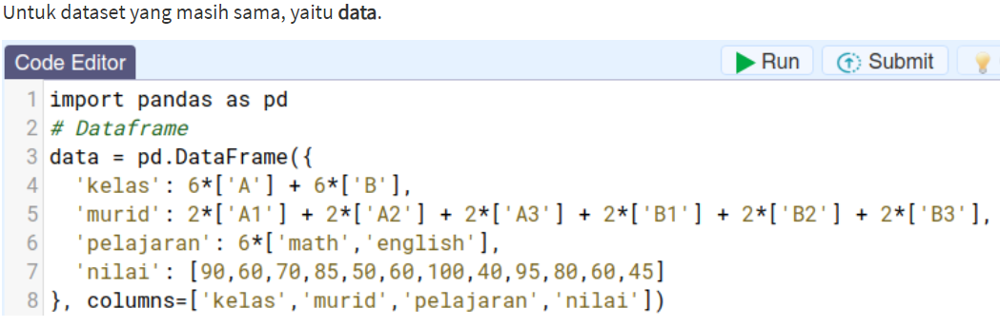 Untuk dataset yang masih sama, yaitu data.
Code Editor
Run
Submit
1 import pandas as pd
2 # Dataframe
3 data = pd.DataFrame({
4   'kelas': 6*['A'] + 6*['B'],
5   'murid': 2*['A1'] + 2*['A2'] + 2*['A3'] + 2*['B1'] + 2*['B2'] + 2*['B3'],
6   'pelajaran': 6*['math','english'],
7   'nilai': [90,60,70,85,50,60,100,40,95,80,60,45]
8 }, columns=['kelas','murid','pelajaran','nilai'])